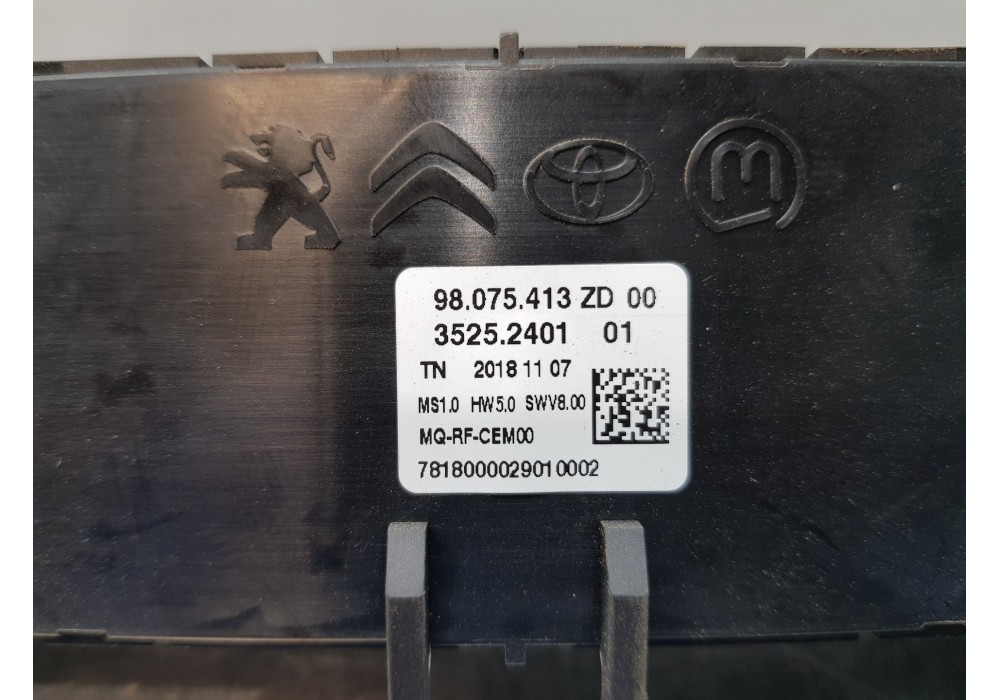 98.075.413 ZD 00
3525.2401 01
TN 2018 11 07
MS1.0 HW5.0 SWV8.00
MQ-RF-CEM00
7818000029010002